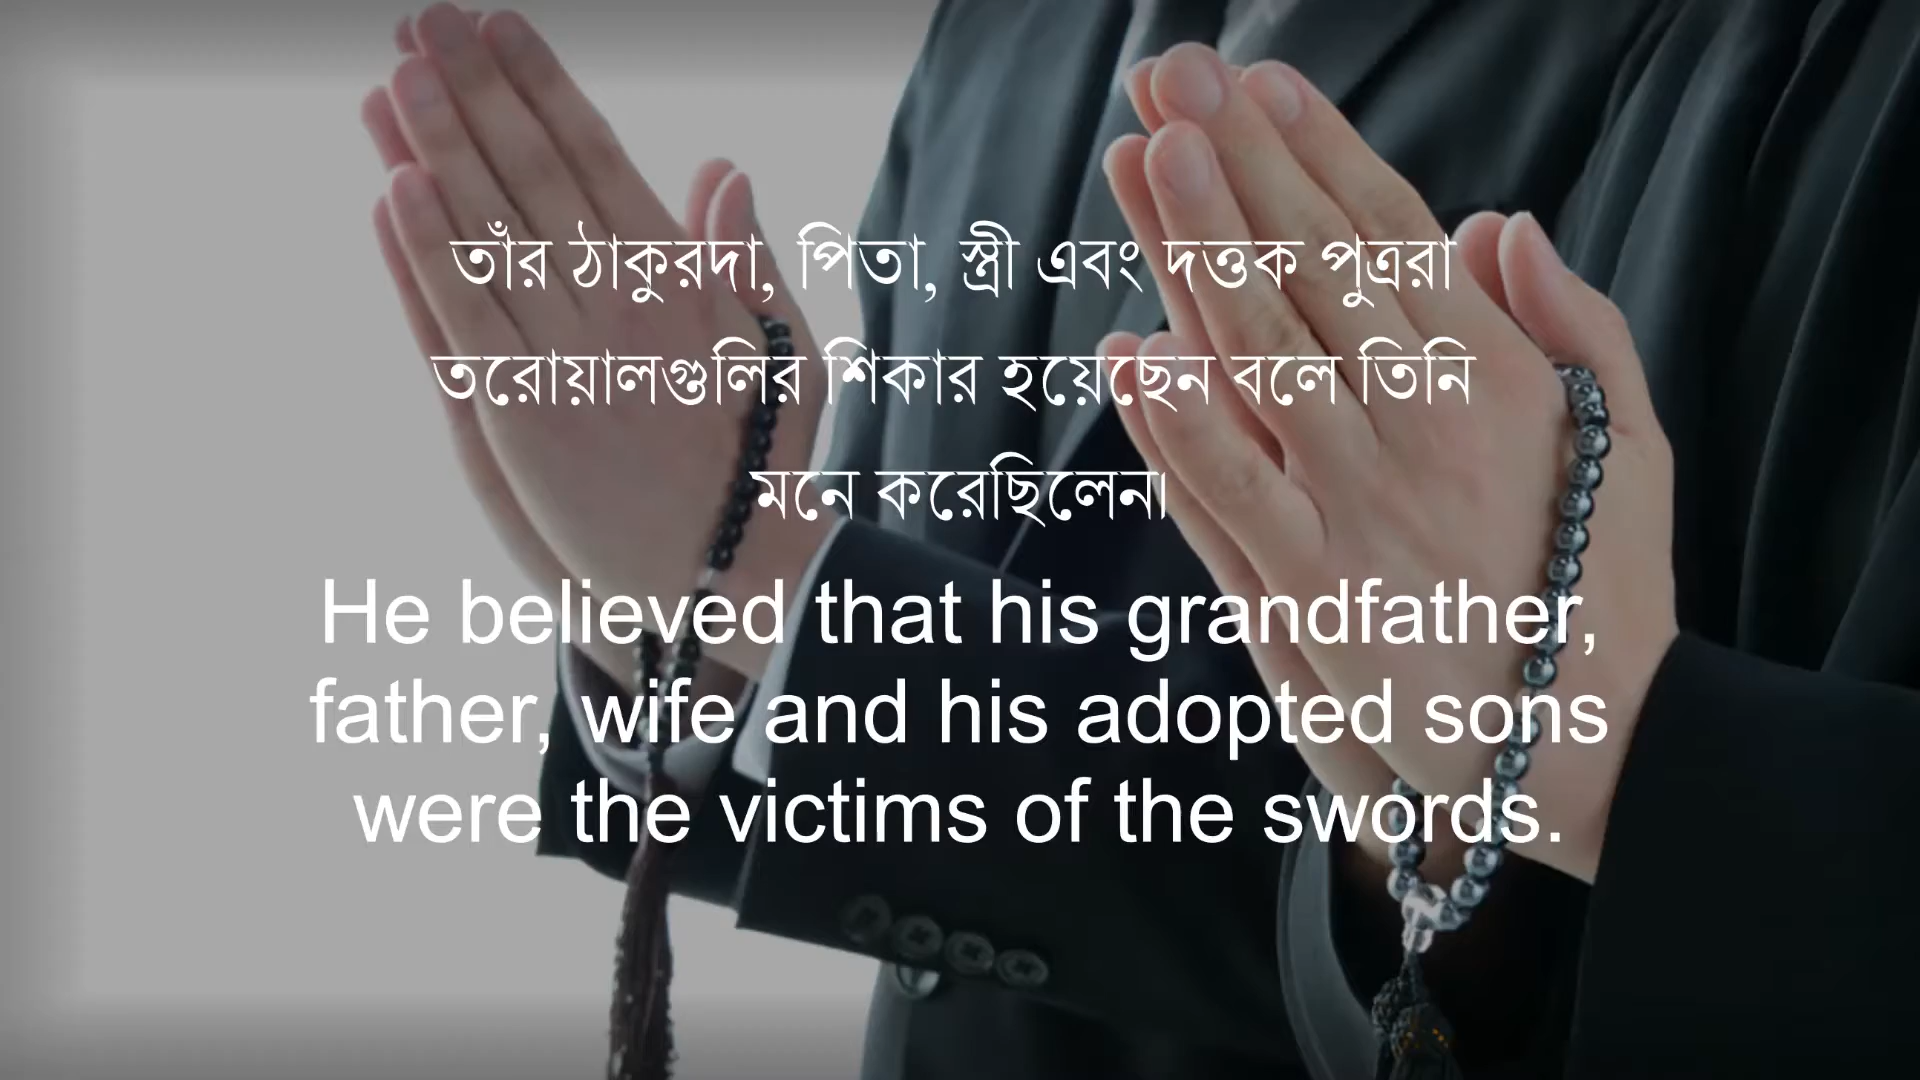 তাঁর ঠাকুরদা, পিতা, স্ত্রী এবং দত্তক পুত্ররা
তরোয়ালগুলির শিকার হয়েছেন বলে তিনি
মনে করেছিলেন।
He believed that his grandfather,
father, wife and his adopted sons
were the victims of the swords.